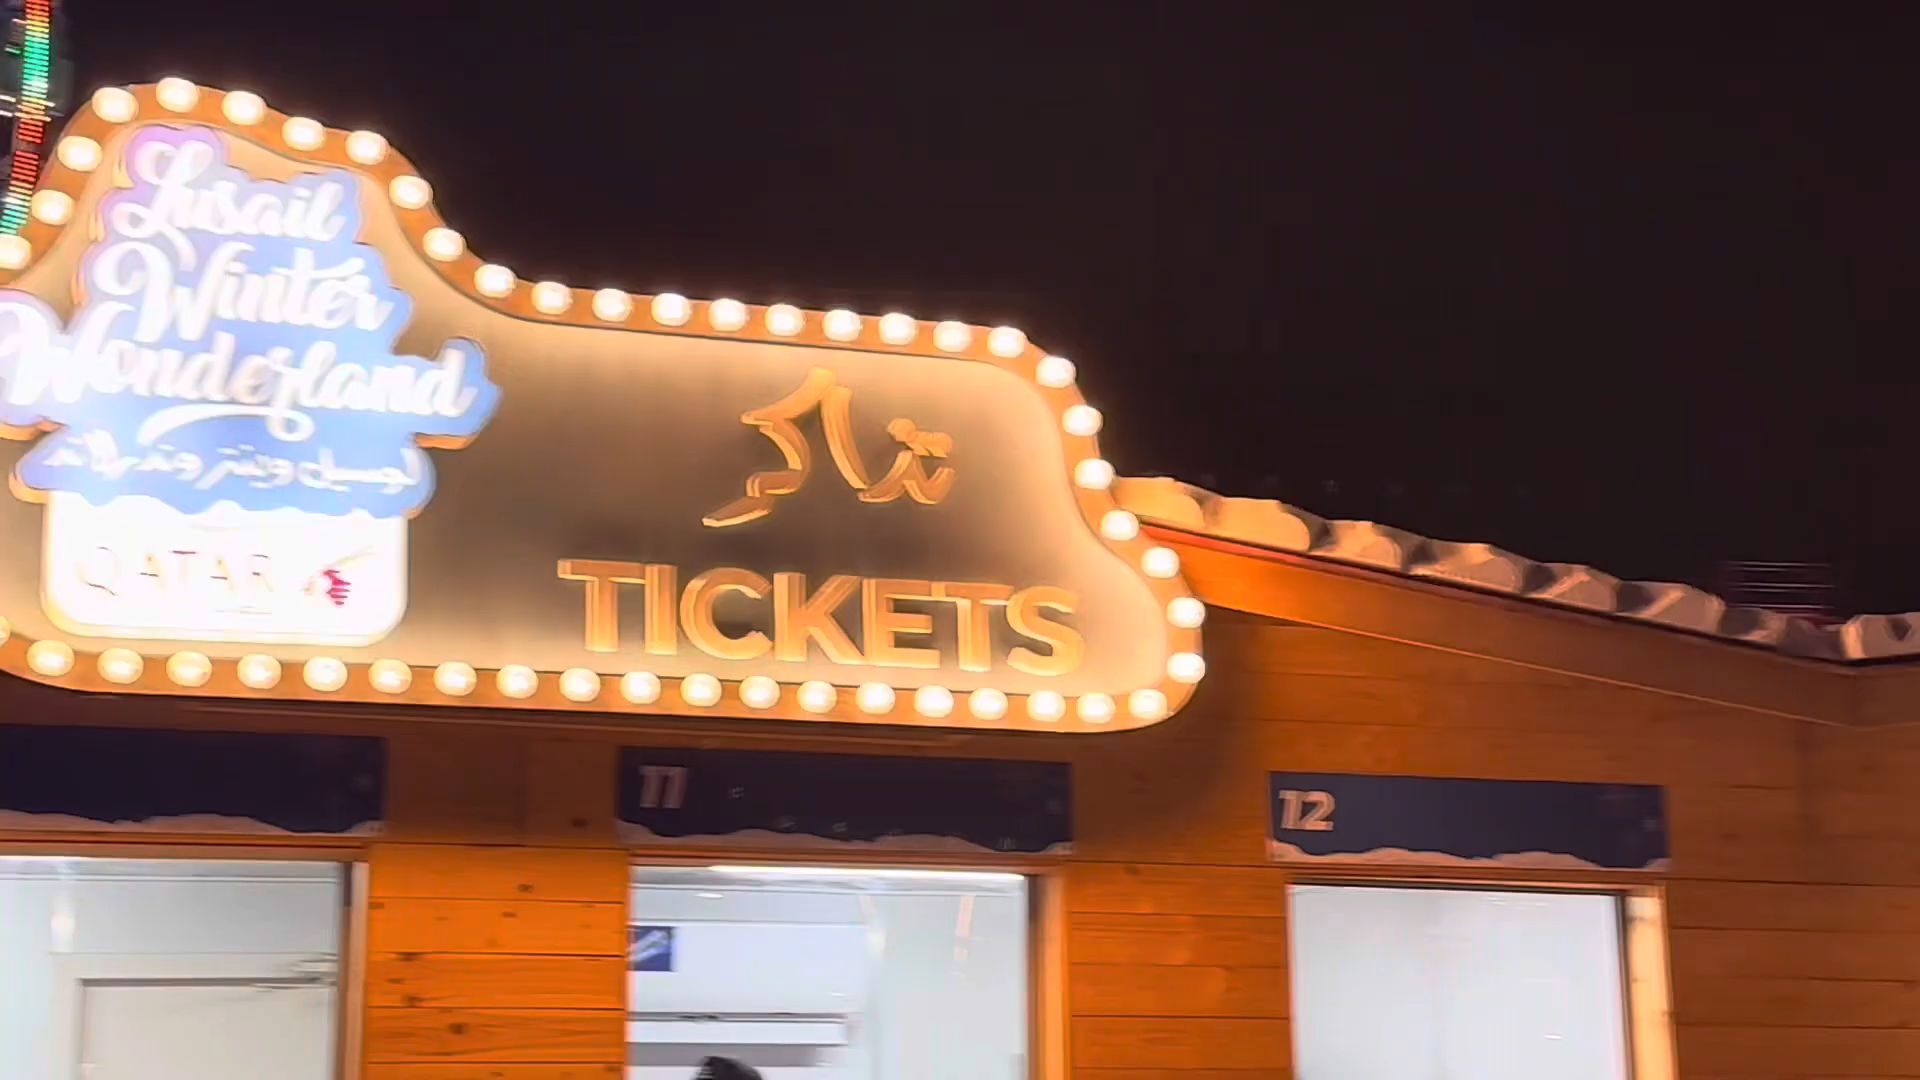 Lusail
Winter
Wonderland
لوسيل وينتر وندرلاند
QATAR
تذاكر
TICKETS
11
12